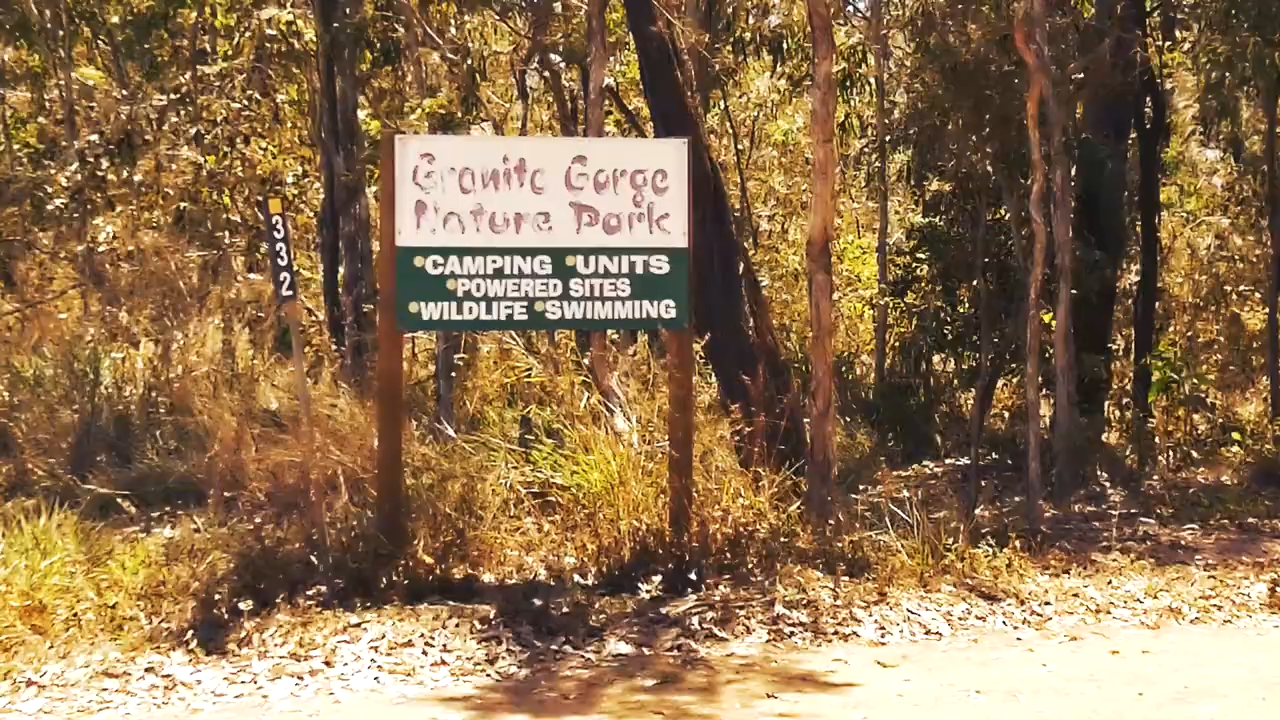 Granite Gorge
Nature Park
•CAMPING •UNITS
•POWERED SITES
•WILDLIFE •SWIMMING
332